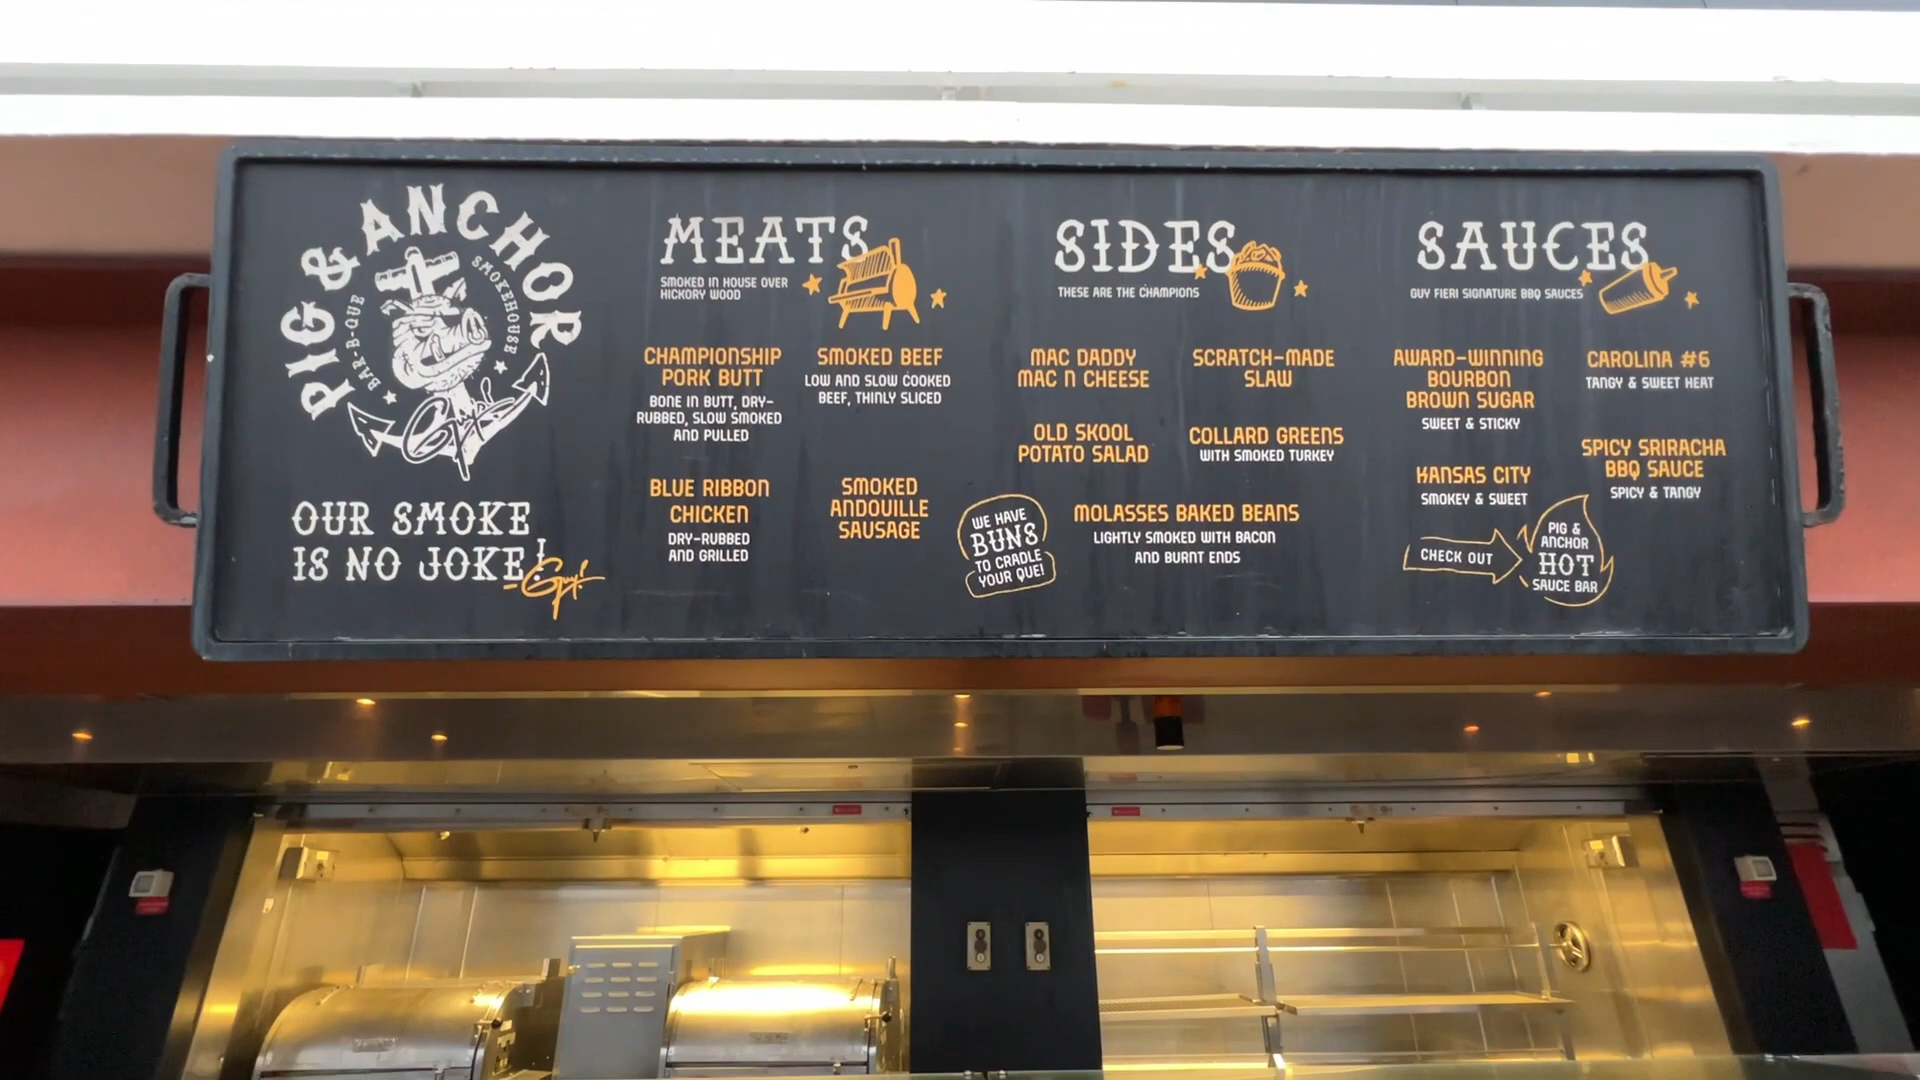 PIG & ANCHOR
BAR-B-QUE
SMOKEHOUSE
Guy's
OUR SMOKE
IS NO JOKE!
-Guy!
MEATS
SMOKED IN HOUSE OVER
HICKORY WOOD
CHAMPIONSHIP
PORK BUTT
BONE IN BUTT, DRY-
RUBBED, SLOW SMOKED
AND PULLED
SMOKED BEEF
LOW AND SLOW COOKED
BEEF, THINLY SLICED
BLUE RIBBON
CHICKEN
DRY-RUBBED
AND GRILLED
SMOKED
ANDOUILLE
SAUSAGE
WE HAVE
BUNS
TO CRADLE
YOUR QUE!
SIDES
THESE ARE THE CHAMPIONS
MAC DADDY
MAC N CHEESE
SCRATCH-MADE
SLAW
OLD SKOOL
POTATO SALAD
COLLARD GREENS
WITH SMOKED TURKEY
MOLASSES BAKED BEANS
LIGHTLY SMOKED WITH BACON
AND BURNT ENDS
SAUCES
GUY FIERI SIGNATURE BBQ SAUCES
AWARD-WINNING
BOURBON
BROWN SUGAR
SWEET & STICKY
CAROLINA #6
TANGY & SWEET HEAT
KANSAS CITY
SMOKEY & SWEET
SPICY SRIRACHA
BBQ SAUCE
SPICY & TANGY
CHECK OUT
PIG &
ANCHOR
HOT
SAUCE BAR